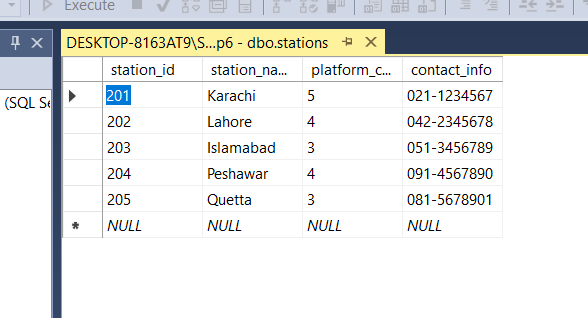 Execute
DESKTOP-8163AT9\S...p6 - dbo.stations
(SQL Se
station_id station_na... platform_c... contact_info
201 Karachi 5 021-1234567
202 Lahore 4 042-2345678
203 Islamabad 3 051-3456789
204 Peshawar 4 091-4567890
205 Quetta 3 081-5678901
NULL NULL NULL NULL